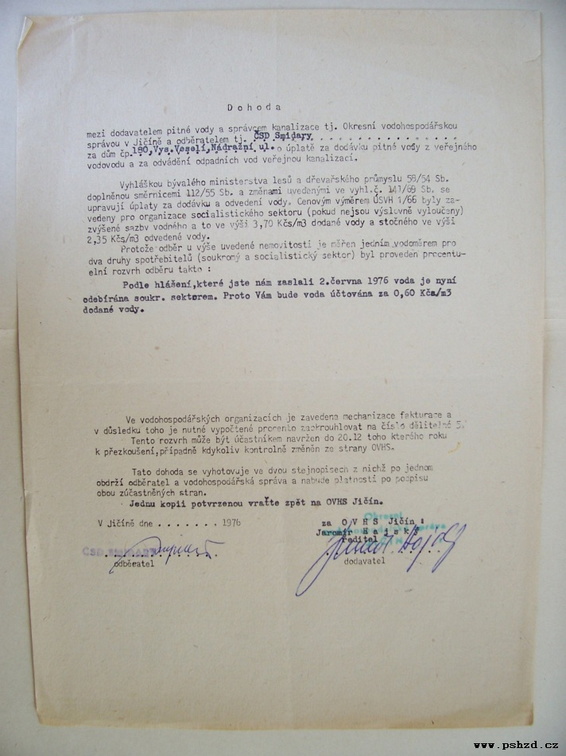 Dohoda
mezi dodavatelem pitné vody a správcem kanalizace tj. Okresní vodohospodářskou
správou v Jičíně a odběratelem tj. ČSD Smidary
za dům čp.190,Vys.Veselí,Nádražní ul. o úplatě za dodávku pitné vody z veřejného
vodovodu a za odvádění odpadních vod veřejnou kanalizací.
Vyhláškou bývalého ministerstva lesů a dřevařského průmyslu 58/54 Sb.
doplněnou směrnicemi 112/55 Sb. a změnami uvedenými ve vyhl.č. 147/69 Sb. se
upravují úplaty za dodávku a odvedení vody. Cenovým výměrem ÚSVH 1/66 byly za-
vedeny pro organizace socialistického sektoru (pokud nejsou výslovně vyloučeny)
zvýšené sazby vodného a to ve výši 3,70 Kčs/m3 dodané vody a stočného ve výši
2,35 Kčs/m3 odvedené vody.
Protože odběr u výše uvedené nemovitosti je měřen jedním vodoměrem pro
dva druhy spotřebitelů (soukromý a socialistický sektor) byl proveden procentu-
elní rozvrh odběru takto :
Podle hlášení,které jste nám zaslali 2.června 1976 voda je nyní
odebírána soukr. sektorem. Proto Vám bude voda účtována za 0,60 Kčs/m3
dodané vody.
Ve vodohospodářských organizacích je zavedena mechanizace fakturace a
v důsledku toho je nutné vypočtené procento zaokrouhlovat na číslo dělitelné 5.
Tento rozvrh může být účastníkem navržen do 20.12 toho kterého roku
k přezkoušení,případně kdykoliv kontrolně změněn ze strany OVHS.
Tato dohoda se vyhotovuje ve dvou stejnopisech z nichž po jednom
obdrží odběratel a vodohospodářská správa a nabude platnosti po podpisu
obou zúčastněných stran.
Jednu kopii potvrzenou vraťte zpět na OVHS Jičín.
V Jičíně dne . . . . . . . 1976
za OVHS Jičín :
Okresní
Jaromír Hajský
ředitel
ČSD SMIDARY
odběratel
dodavatel
www.pshzd.cz